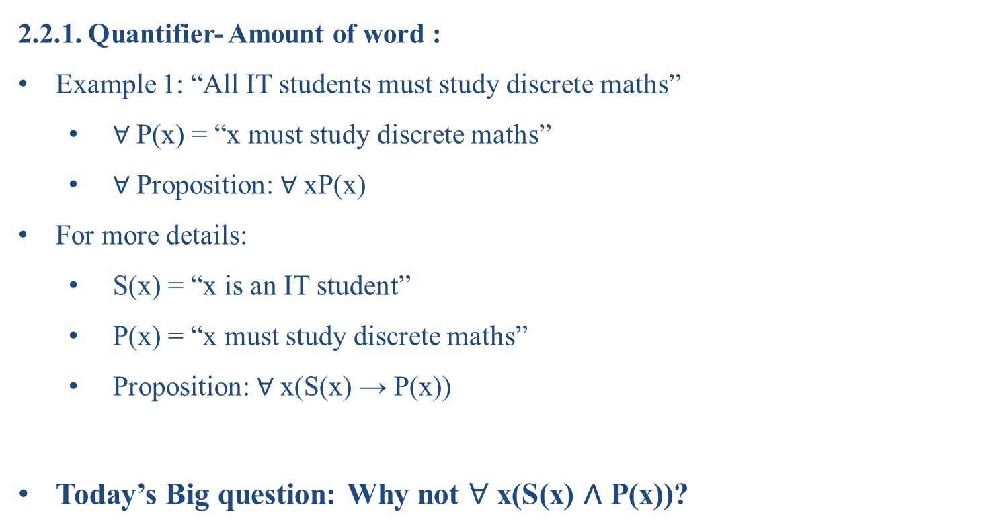 2.2.1. Quantifier- Amount of word :
• Example 1: “All IT students must study discrete maths”
• ∀ P(x) = “x must study discrete maths”
• ∀ Proposition: ∀ xP(x)
• For more details:
• S(x) = “x is an IT student”
• P(x) = “x must study discrete maths”
• Proposition: ∀ x(S(x) → P(x))
• Today’s Big question: Why not ∀ x(S(x) ∧ P(x))?